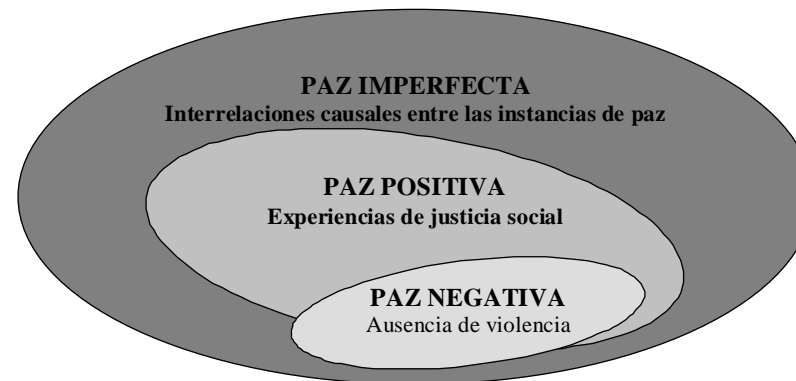 PAZ IMPERFECTA
Interrelaciones causales entre las instancias de paz
PAZ POSITIVA
Experiencias de justicia social
PAZ NEGATIVA
Ausencia de violencia